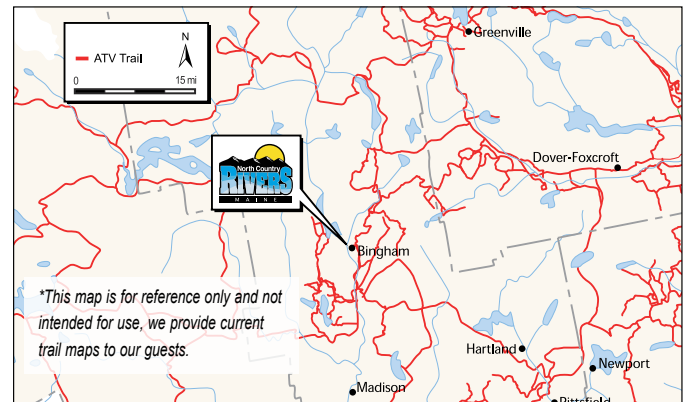 N
ATV Trail
0 15 mi
Greenville
Dover-Foxcroft
North Country
RIVERS
MAINE
Bingham
*This map is for reference only and not
intended for use, we provide current
trail maps to our guests.
Hartland
Newport
Madison
Pittsfield